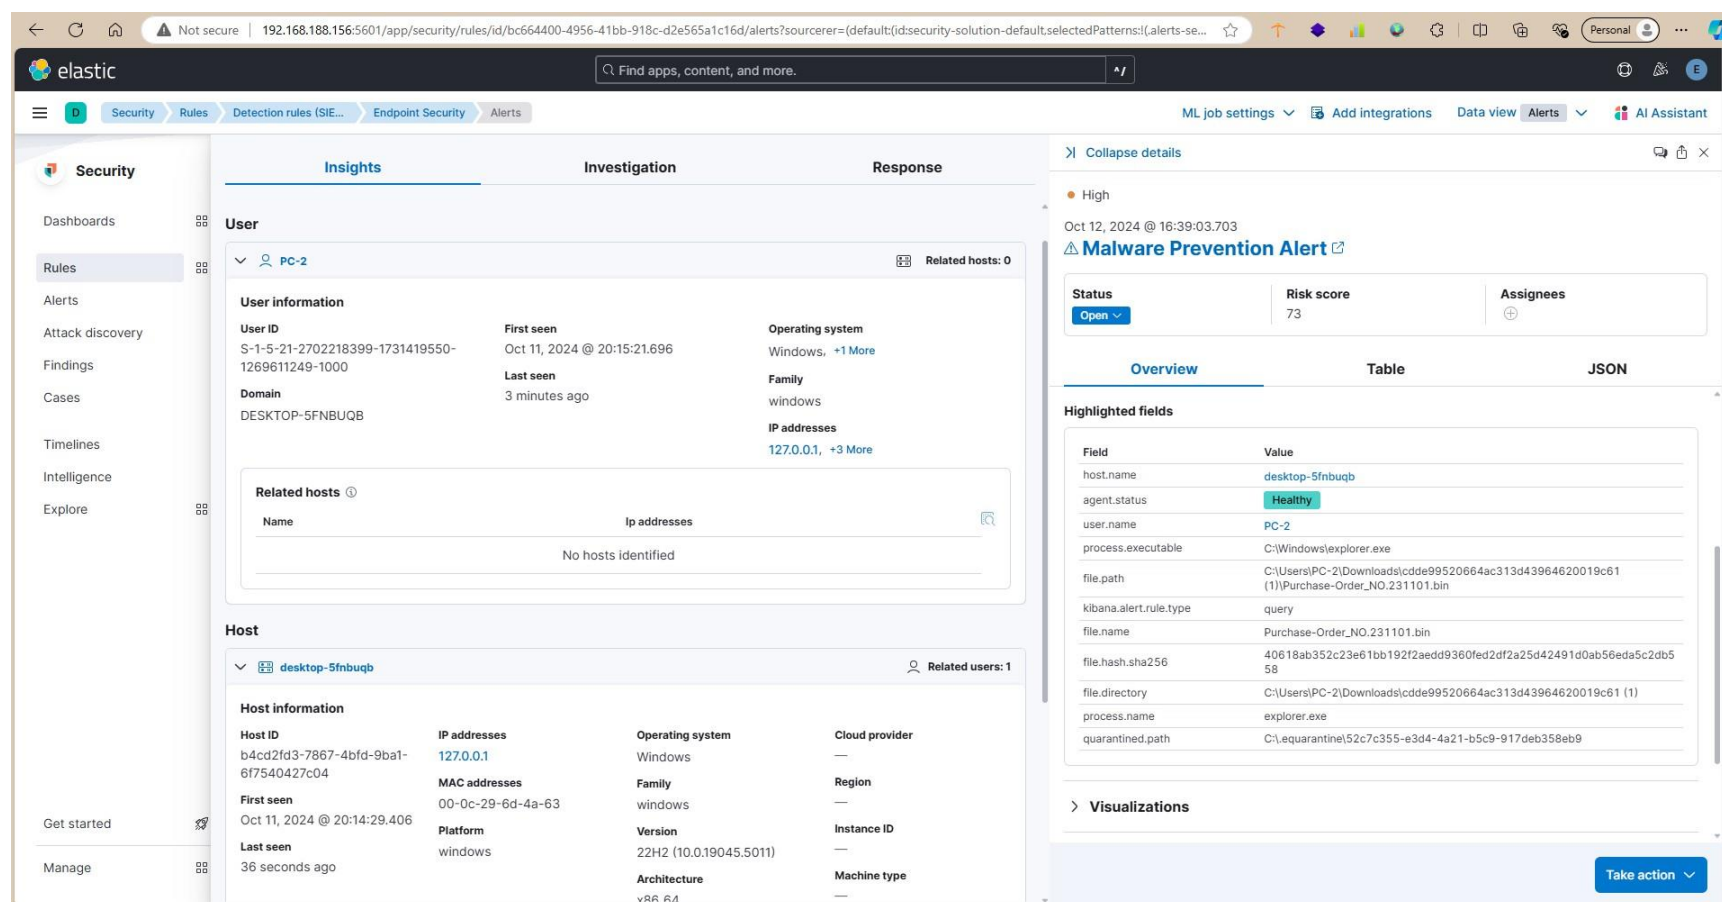 Not secure
192.168.188.156:5601/app/security/rules/id/bc664400-4956-41bb-918c-d2e565a1c16d/alerts?sourcerer=(default:(id:security-solution-default,selectedPatterns:!(.alerts-se...
Personal
elastic
Find apps, content, and more.
^/
E
D
Security
Rules
Detection rules (SIE...
Endpoint Security
Alerts
ML job settings
Add integrations
Data view
Alerts
AI Assistant
Security
Dashboards
Rules
Alerts
Attack discovery
Findings
Cases
Timelines
Intelligence
Explore
Get started
Manage
Insights
Investigation
Response
User
PC-2
Related hosts: 0
User information
User ID
S-1-5-21-2702218399-1731419550-
1269611249-1000
Domain
DESKTOP-5FNBUQB
First seen
Oct 11, 2024 @ 20:15:21.696
Last seen
3 minutes ago
Operating system
Windows, +1 More
Family
windows
IP addresses
127.0.0.1, +3 More
Related hosts
Name
Ip addresses
No hosts identified
Host
desktop-5fnbuqb
Related users: 1
Host information
Host ID
b4cd2fd3-7867-4bfd-9ba1-
6f7540427c04
First seen
Oct 11, 2024 @ 20:14:29.406
Last seen
36 seconds ago
IP addresses
127.0.0.1
MAC addresses
00-0c-29-6d-4a-63
Platform
windows
Operating system
Windows
Family
windows
Version
22H2 (10.0.19045.5011)
Architecture
x86_64
Cloud provider
—
Region
—
Instance ID
—
Machine type
—
Collapse details
High
Oct 12, 2024 @ 16:39:03.703
Malware Prevention Alert
Status
Open
Risk score
73
Assignees
Overview
Table
JSON
Highlighted fields
Field Value
host.name desktop-5fnbuqb
agent.status Healthy
user.name PC-2
process.executable C:\Windows\explorer.exe
file.path C:\Users\PC-2\Downloads\cdde99520664ac313d43964620019c61
(1)\Purchase-Order_NO.231101.bin
kibana.alert.rule.type query
file.name Purchase-Order_NO.231101.bin
file.hash.sha256 40618ab352c23e61bb192f2aedd9360fed2df2a25d42491d0ab56eda5c2db5
58
file.directory C:\Users\PC-2\Downloads\cdde99520664ac313d43964620019c61 (1)
process.name explorer.exe
quarantined.path C:\.equarantine\52c7c355-e3d4-4a21-b5c9-917deb358eb9
Visualizations
Take action